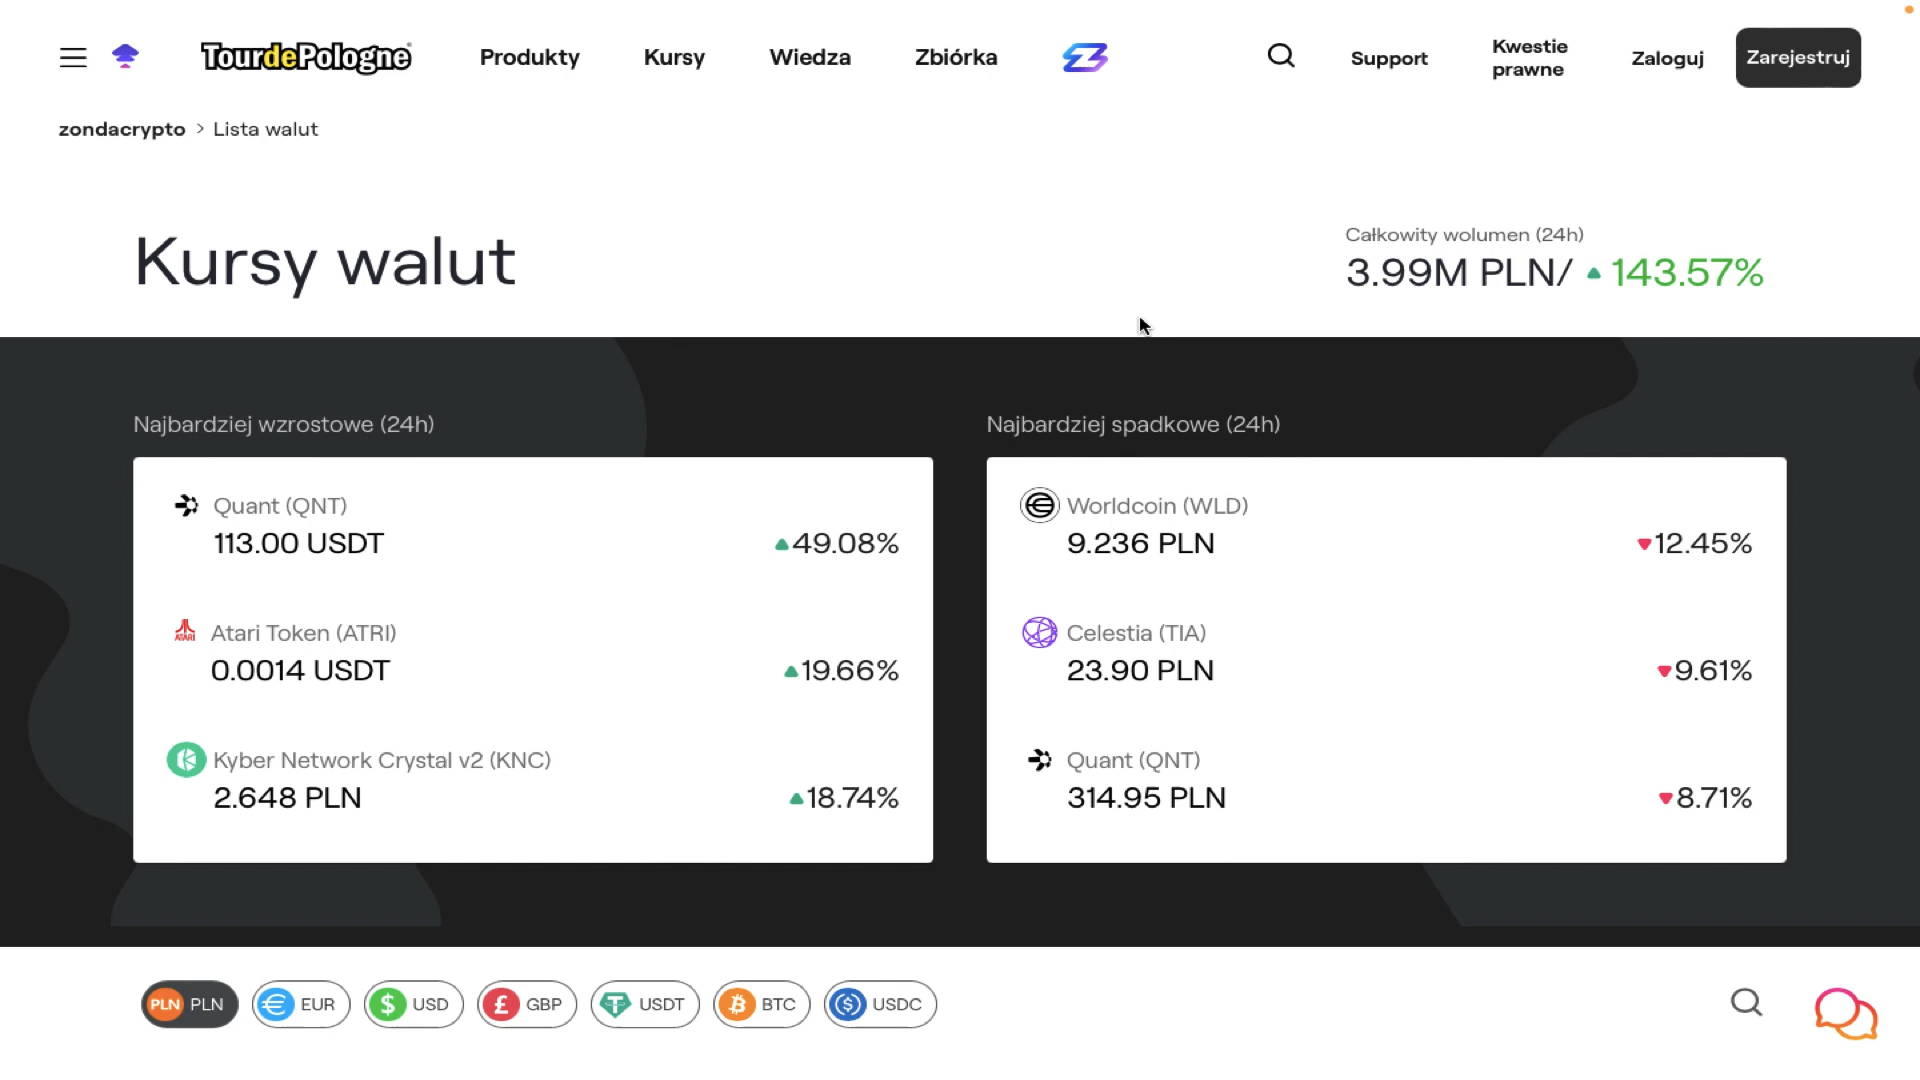 TourdePologne
Produkty
Kursy
Wiedza
Zbiórka
Support
Kwestie
prawne
Zaloguj
Zarejestruj
zondacrypto > Lista walut
Kursy walut
Całkowity wolumen (24h)
3.99M PLN/ 143.57%
Najbardziej wzrostowe (24h)
Quant (QNT)
113.00 USDT
49.08%
ATARI
Atari Token (ATRI)
0.0014 USDT
19.66%
Kyber Network Crystal v2 (KNC)
2.648 PLN
18.74%
Najbardziej spadkowe (24h)
Worldcoin (WLD)
9.236 PLN
12.45%
Celestia (TIA)
23.90 PLN
9.61%
Quant (QNT)
314.95 PLN
8.71%
PLN PLN
€ EUR
$ USD
£ GBP
USDT
₿ BTC
$ USDC